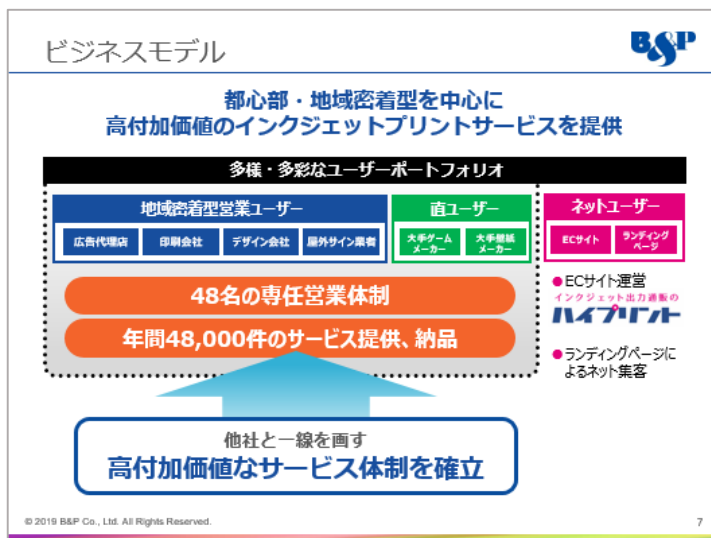 ビジネスモデル
B&P
都心部・地域密着型を中心に
高付加価値のインクジェットプリントサービスを提供
多様・多彩なユーザーポートフォリオ
地域密着型営業ユーザー
直ユーザー
ネットユーザー
広告代理店
印刷会社
デザイン会社
屋外サイン業者
大手ゲーム
メーカー
大手壁紙
メーカー
ECサイト
ランディング
ページ
48名の専任営業体制
年間48,000件のサービス提供、納品
●ECサイト運営
インクジェット出力通販の
ハイプリント
●ランディングページに
よるネット集客
他社と一線を画す
高付加価値なサービス体制を確立
© 2019 B&P Co., Ltd. All Rights Reserved.
7